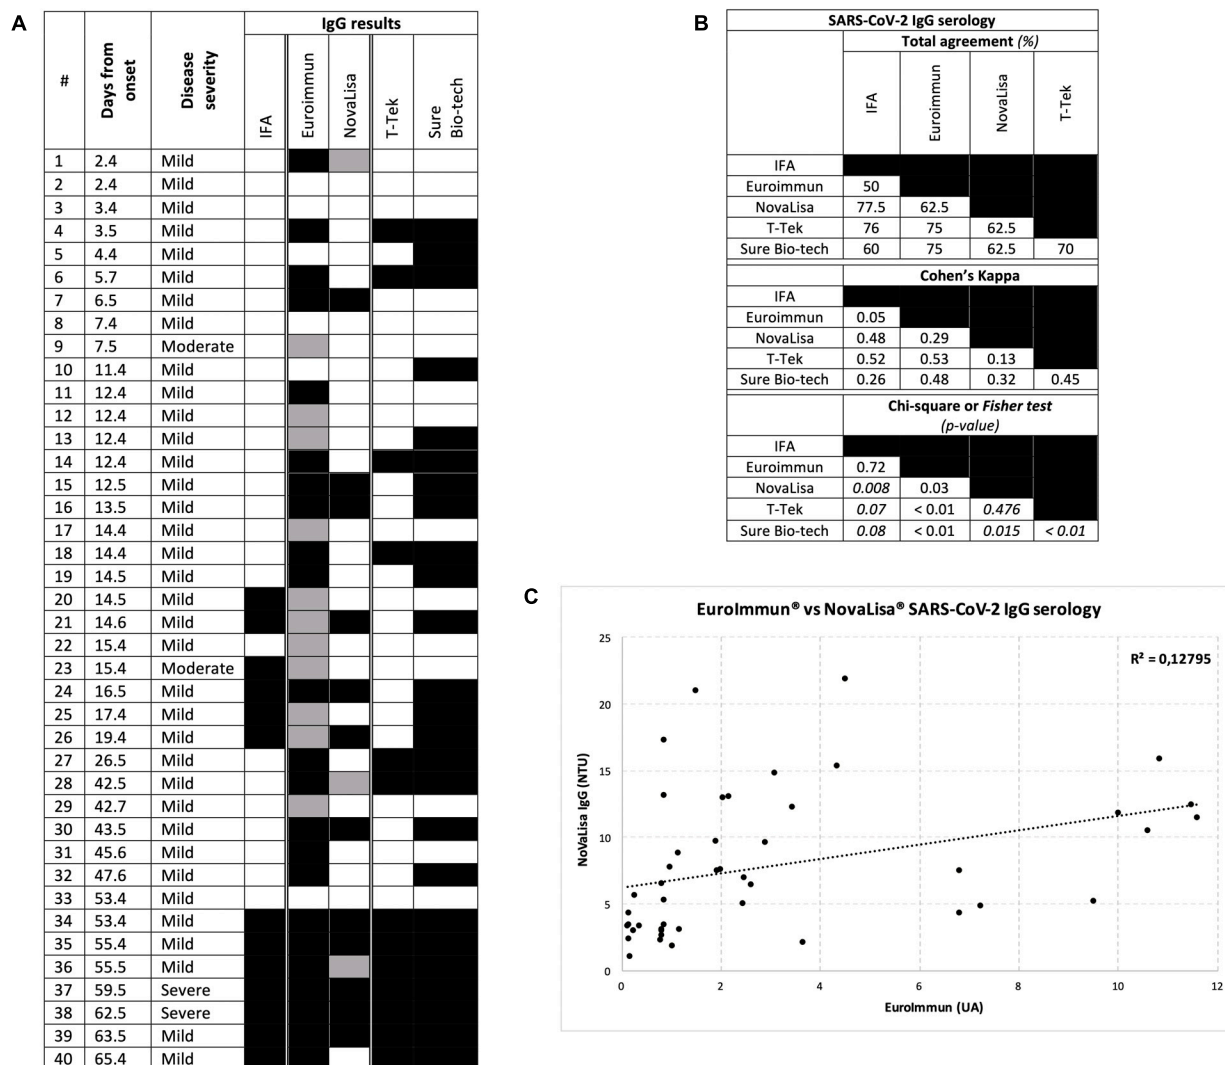 A
IgG results
# Days from onset Disease severity IFA Euroimmun NovaLisa T-Tek Sure Bio-tech
1 2.4 Mild
2 2.4 Mild
3 3.4 Mild
4 3.5 Mild
5 4.4 Mild
6 5.7 Mild
7 6.5 Mild
8 7.4 Mild
9 7.5 Moderate
10 11.4 Mild
11 12.4 Mild
12 12.4 Mild
13 12.4 Mild
14 12.4 Mild
15 12.5 Mild
16 13.5 Mild
17 14.4 Mild
18 14.4 Mild
19 14.5 Mild
20 14.5 Mild
21 14.6 Mild
22 15.4 Mild
23 15.4 Moderate
24 16.5 Mild
25 17.4 Mild
26 19.4 Mild
27 26.5 Mild
28 42.5 Mild
29 42.7 Mild
30 43.5 Mild
31 45.6 Mild
32 47.6 Mild
33 53.4 Mild
34 53.4 Mild
35 55.4 Mild
36 55.5 Mild
37 59.5 Severe
38 62.5 Severe
39 63.5 Mild
40 65.4 Mild
B
SARS-CoV-2 IgG serology
Total agreement (%)
IFA Euroimmun NovaLisa T-Tek
IFA
Euroimmun 50
NovaLisa 77.5 62.5
T-Tek 76 75 62.5
Sure Bio-tech 60 75 62.5 70
Cohen's Kappa
IFA
Euroimmun 0.05
NovaLisa 0.48 0.29
T-Tek 0.52 0.53 0.13
Sure Bio-tech 0.26 0.48 0.32 0.45
Chi-square or Fisher test
(p-value)
IFA
Euroimmun 0.72
NovaLisa 0.008 0.03
T-Tek 0.07 < 0.01 0.476
Sure Bio-tech 0.08 < 0.01 0.015 < 0.01
C
EuroImmun® vs NovaLisa® SARS-CoV-2 IgG serology
R² = 0,12795
NoVaLisa IgG (NTU)
25
20
15
10
5
0
0 2 4 6 8 10 12
EuroImmun (UA)